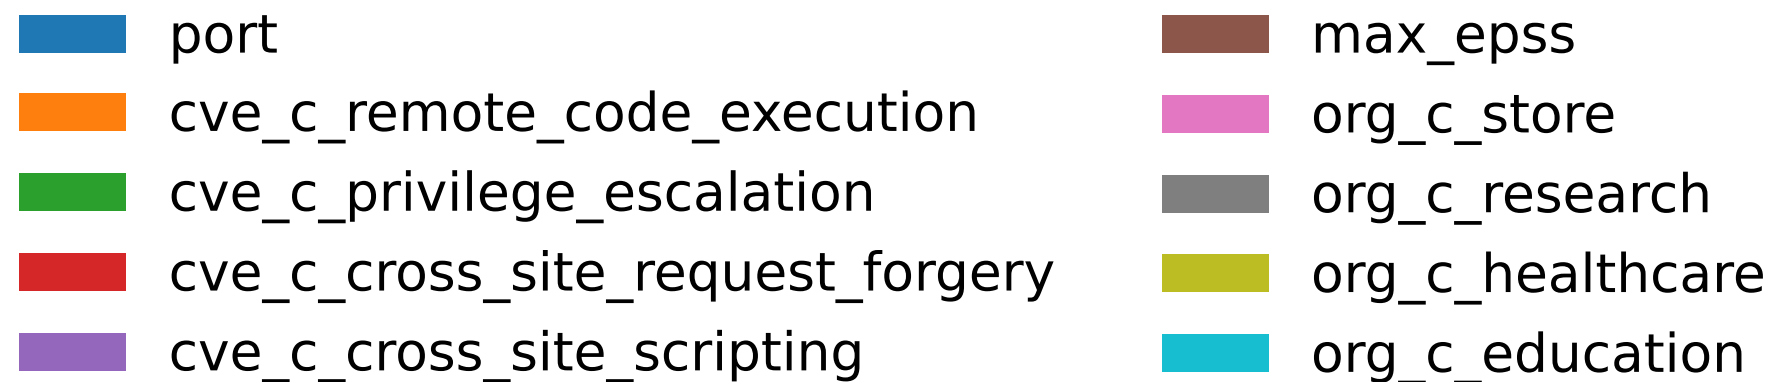 port
cve_c_remote_code_execution
cve_c_privilege_escalation
cve_c_cross_site_request_forgery
cve_c_cross_site_scripting
max_epss
org_c_store
org_c_research
org_c_healthcare
org_c_education